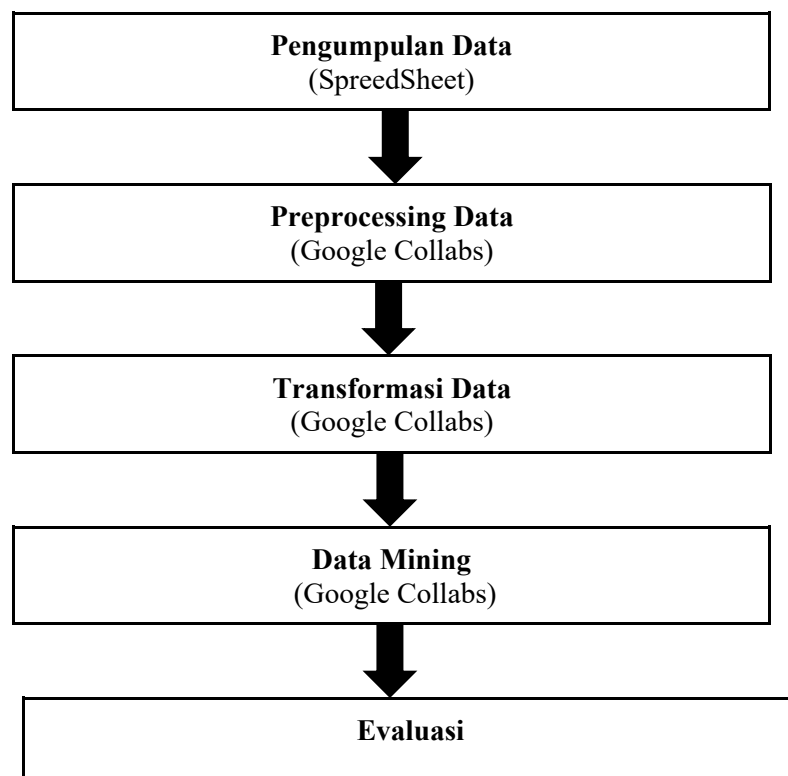 Pengumpulan Data
(SpreedSheet)
Preprocessing Data
(Google Collabs)
Transformasi Data
(Google Collabs)
Data Mining
(Google Collabs)
Evaluasi